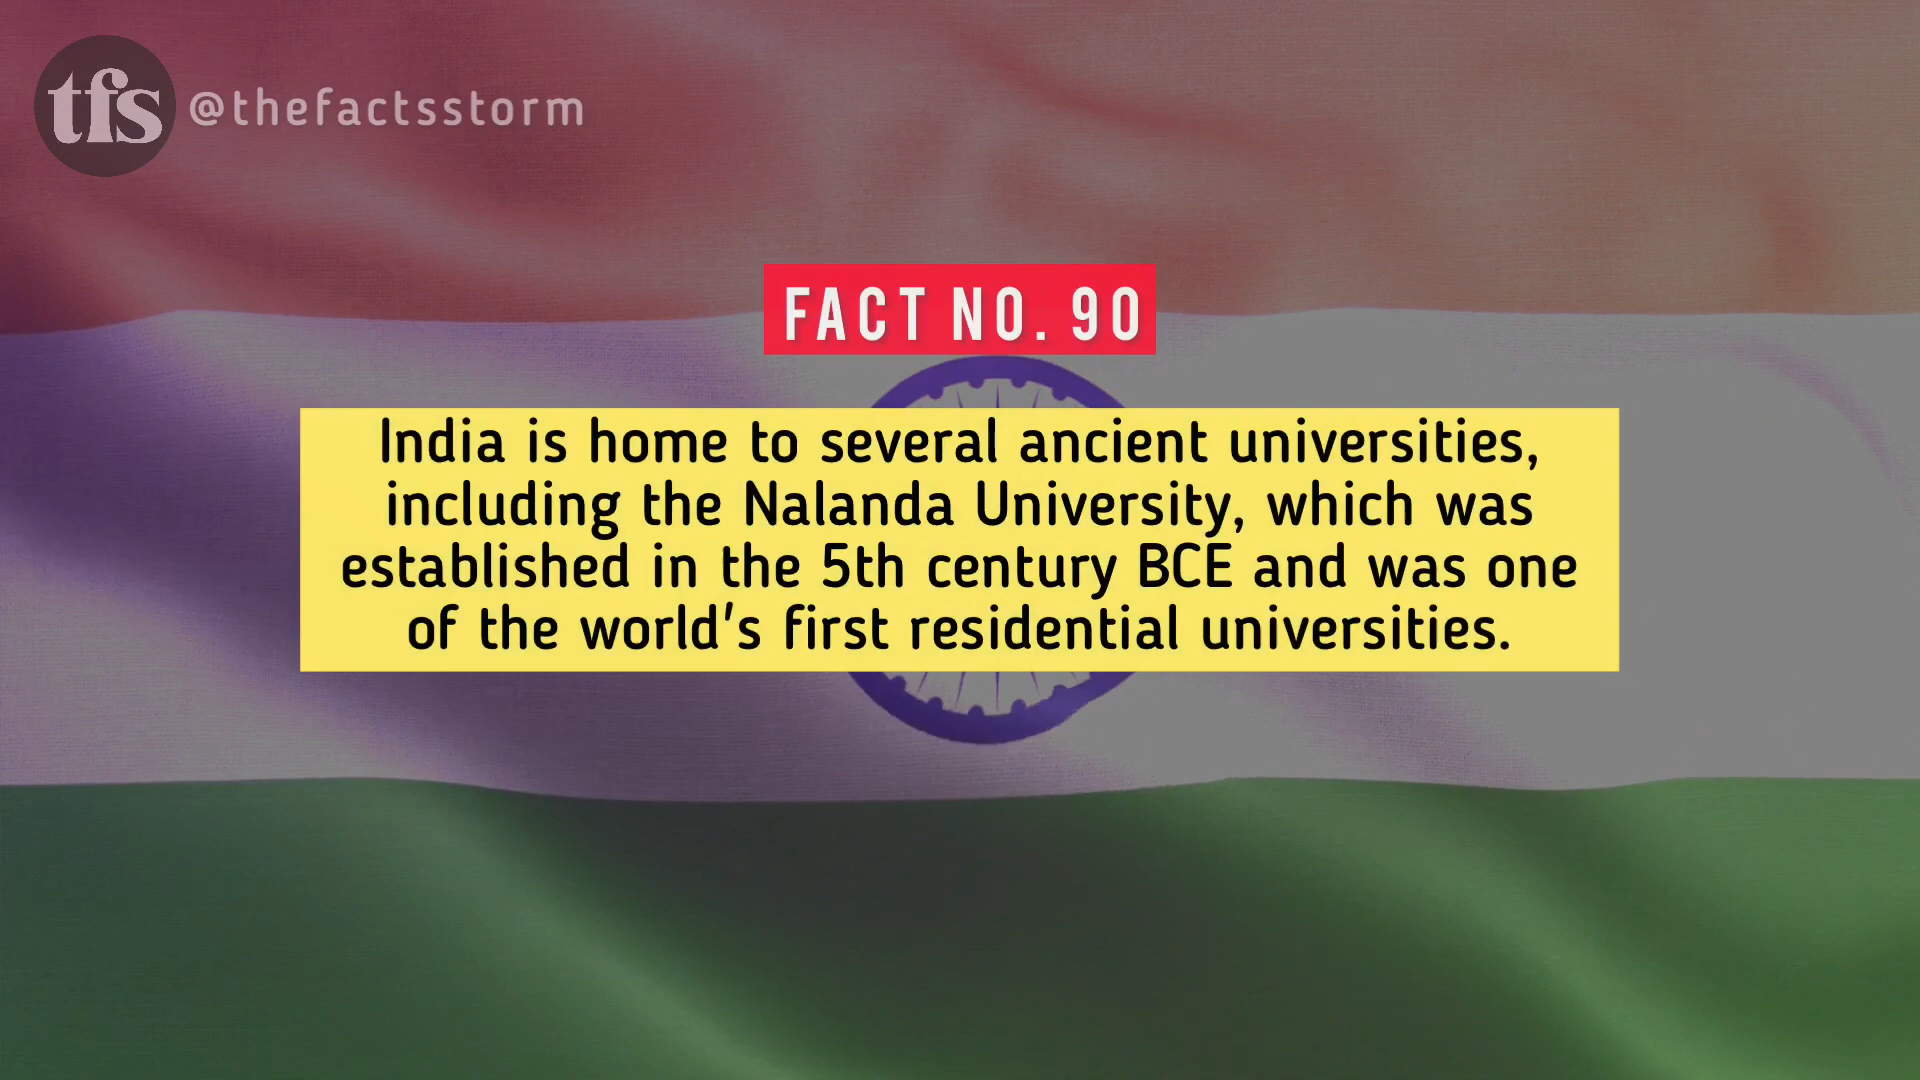 tfs @thefactsstorm
FACT NO. 90
India is home to several ancient universities,
including the Nalanda University, which was
established in the 5th century BCE and was one
of the world's first residential universities.